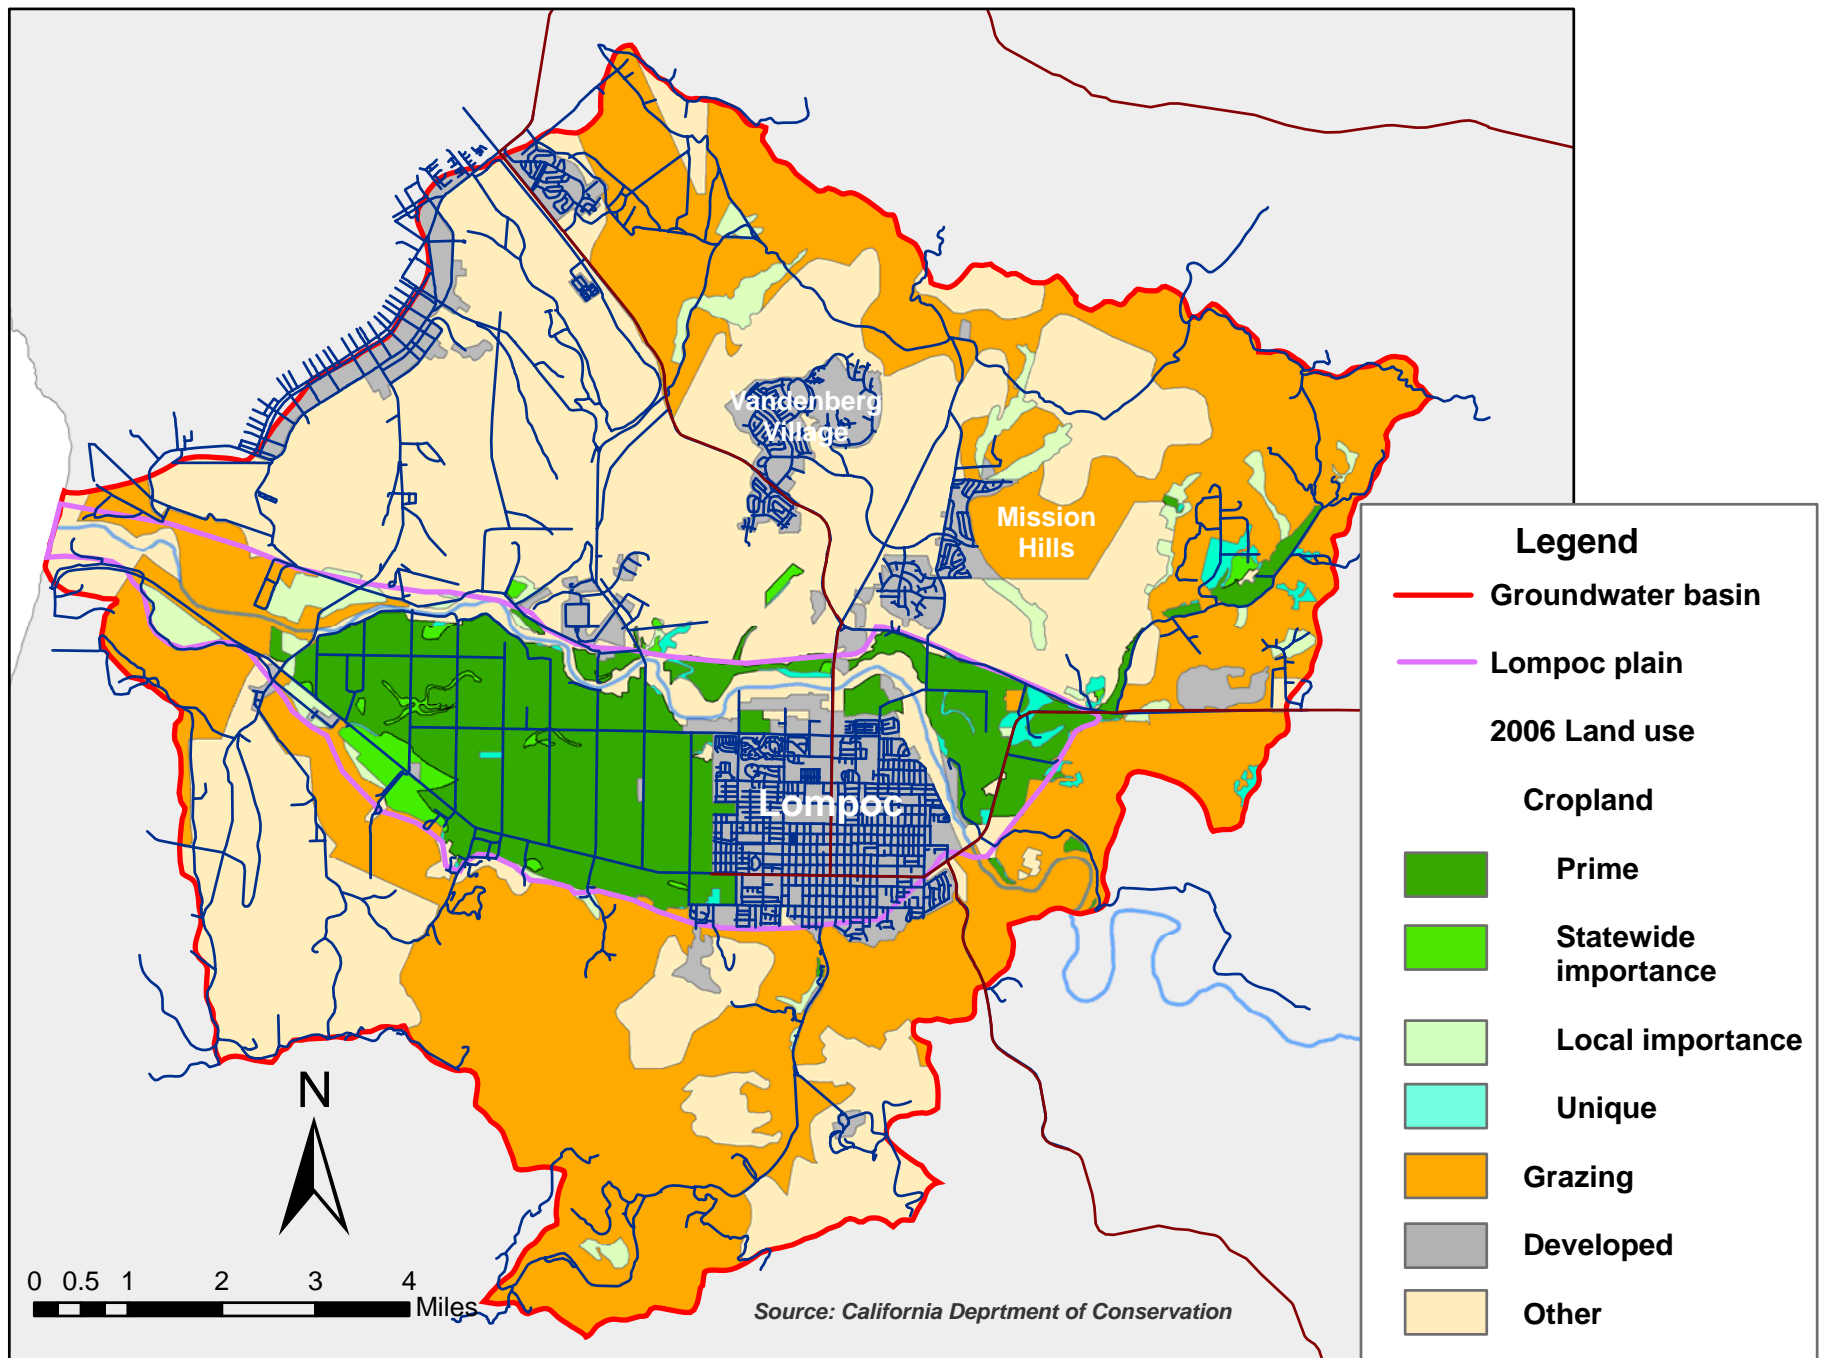 Vandenberg
Village
Mission
Hills
Lompoc
Legend
Groundwater basin
Lompoc plain
2006 Land use
Cropland
Prime
Statewide
importance
Local importance
Unique
Grazing
Developed
Other
N
0 0.5 1 2 3 4
Miles
Source: California Deprtment of Conservation